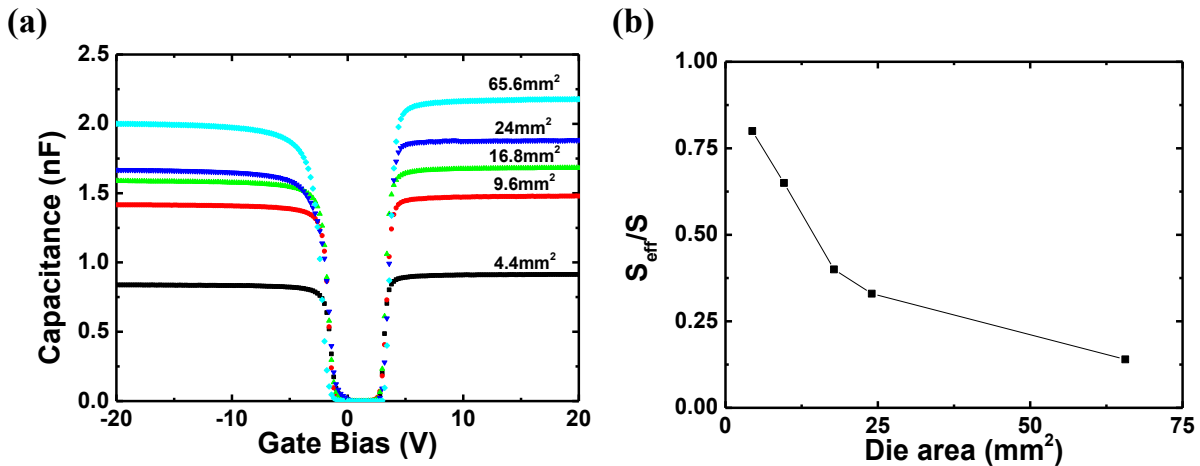 (a)
Capacitance (nF)
2.5
2.0
1.5
1.0
0.5
0.0
65.6mm²
24mm²
16.8mm²
9.6mm²
4.4mm²
-20 -10 0 10 20
Gate Bias (V)
(b)
S_eff/S
1.00
0.75
0.50
0.25
0.00
0 25 50 75
Die area (mm²)